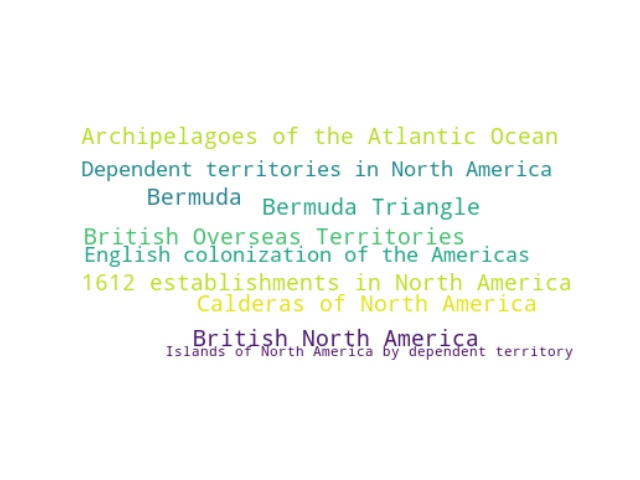 Archipelagoes of the Atlantic Ocean
Dependent territories in North America
Bermuda
Bermuda Triangle
British Overseas Territories
English colonization of the Americas
1612 establishments in North America
Calderas of North America
British North America
Islands of North America by dependent territory